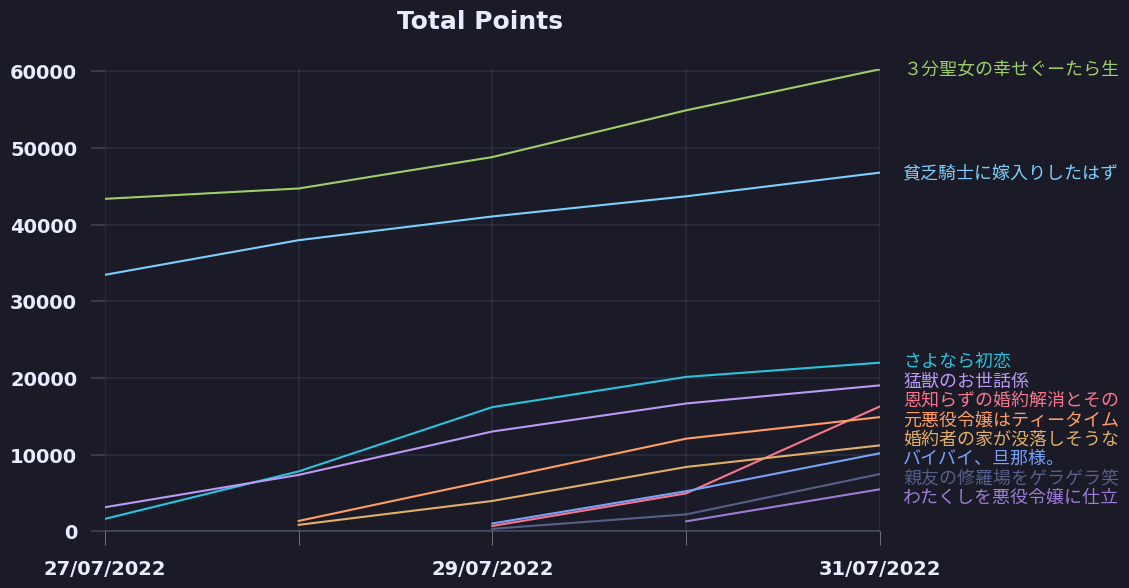 Total Points
60000
50000
40000
30000
20000
10000
0
27/07/2022
29/07/2022
31/07/2022
３分聖女の幸せぐーたら生
貧乏騎士に嫁入りしたはず
さよなら初恋
猛獣のお世話係
恩知らずの婚約解消とその
元悪役令嬢はティータイム
婚約者の家が没落しそうな
バイバイ、旦那様。
親友の修羅場をゲラゲラ笑
わたくしを悪役令嬢に仕立